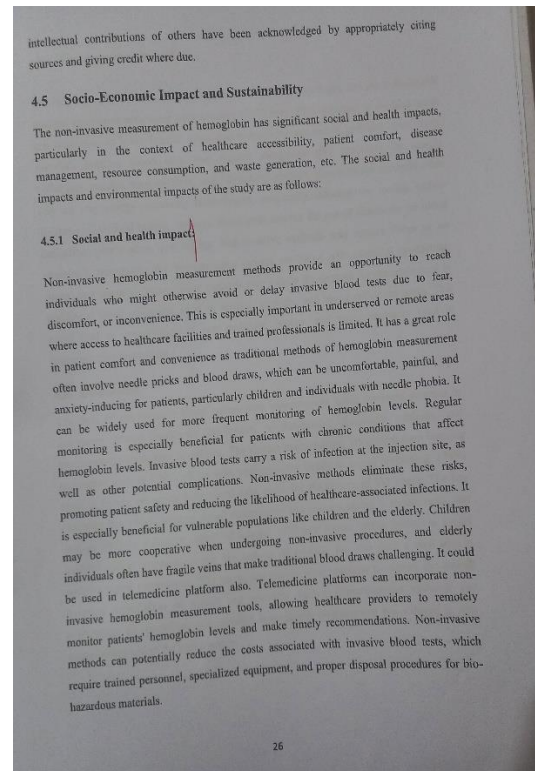 intellectual contributions of others have been acknowledged by appropriately citing
sources and giving credit where due.
4.5 Socio-Economic Impact and Sustainability
The non-invasive measurement of hemoglobin has significant social and health impacts,
particularly in the context of healthcare accessibility, patient comfort, disease
management, resource consumption, and waste generation, etc. The social and health
impacts and environmental impacts of the study are as follows:
4.5.1 Social and health impact:
Non-invasive hemoglobin measurement methods provide an opportunity to reach
individuals who might otherwise avoid or delay invasive blood tests due to fear,
discomfort, or inconvenience. This is especially important in underserved or remote areas
where access to healthcare facilities and trained professionals is limited. It has a great role
in patient comfort and convenience as traditional methods of hemoglobin measurement
often involve needle pricks and blood draws, which can be uncomfortable, painful, and
anxiety-inducing for patients, particularly children and individuals with needle phobia. It
can be widely used for more frequent monitoring of hemoglobin levels. Regular
monitoring is especially beneficial for patients with chronic conditions that affect
hemoglobin levels. Invasive blood tests carry a risk of infection at the injection site, as
well as other potential complications. Non-invasive methods eliminate these risks,
promoting patient safety and reducing the likelihood of healthcare-associated infections. It
is especially beneficial for vulnerable populations like children and the elderly. Children
may be more cooperative when undergoing non-invasive procedures, and elderly
individuals often have fragile veins that make traditional blood draws challenging. It could
be used in telemedicine platform also. Telemedicine platforms can incorporate non-
invasive hemoglobin measurement tools, allowing healthcare providers to remotely
monitor patients' hemoglobin levels and make timely recommendations. Non-invasive
methods can potentially reduce the costs associated with invasive blood tests, which
require trained personnel, specialized equipment, and proper disposal procedures for bio-
hazardous materials.
26